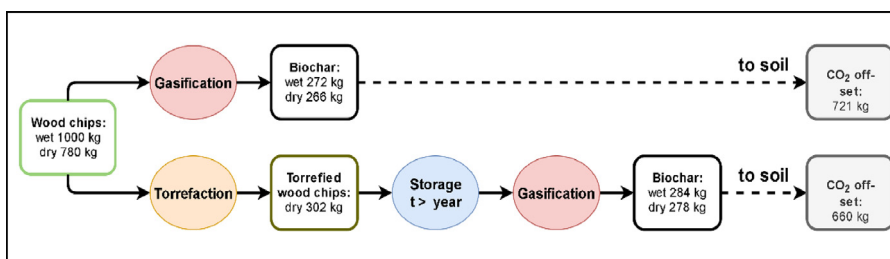 Wood chips:
wet 1000 kg
dry 780 kg
Gasification
Biochar:
wet 272 kg
dry 266 kg
to soil
CO₂ off-
set:
721 kg
Torrefaction
Torrefied
wood chips:
dry 302 kg
Storage
t > year
Gasification
Biochar:
wet 284 kg
dry 278 kg
to soil
CO₂ off-
set:
660 kg